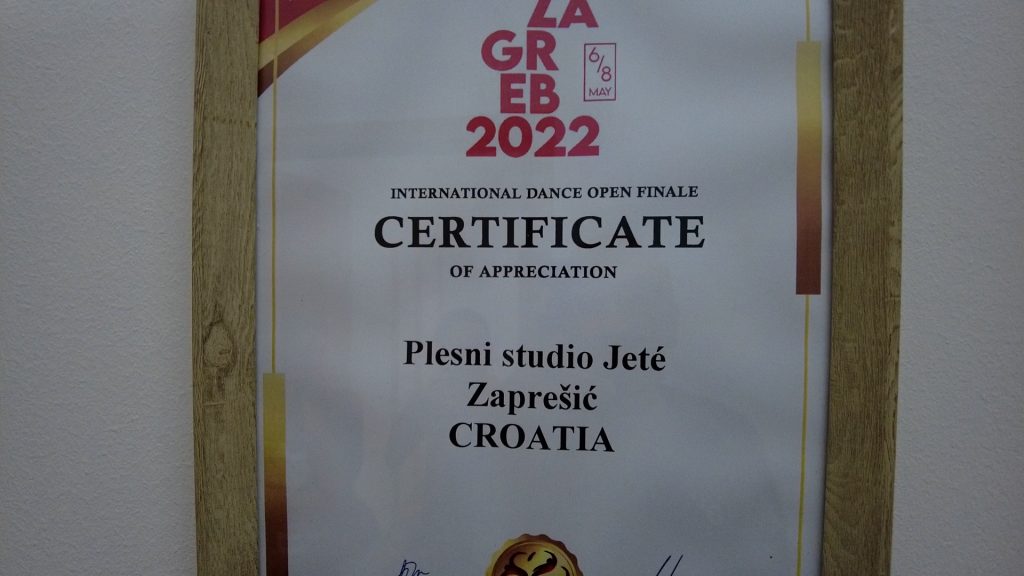 ZA
GR
EB
2022
6/8
MAY
INTERNATIONAL DANCE OPEN FINALE
CERTIFICATE
OF APPRECIATION
Plesni studio Jeté
Zaprešić
CROATIA